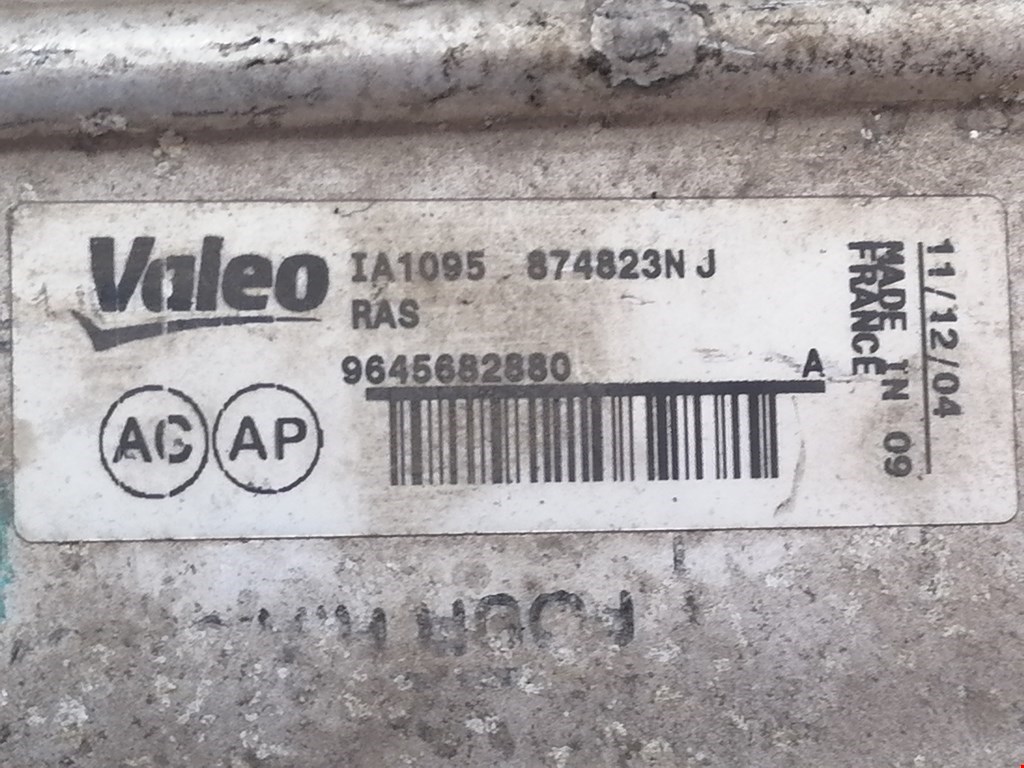 Valeo
IA1095 874823N J
RAS
9645682880 A
AC AP
11/12/04
MADE IN 09
FRANCE